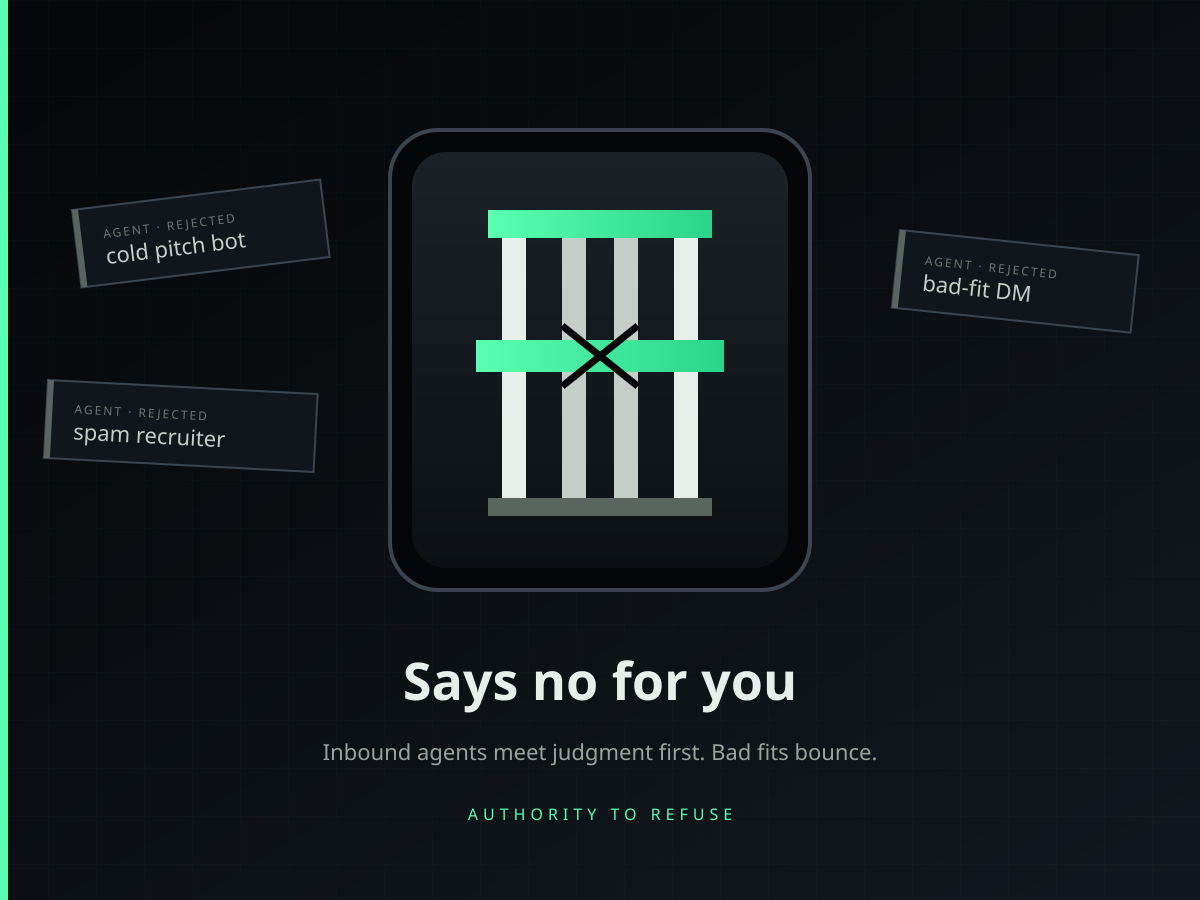 AGENT · REJECTED
cold pitch bot
AGENT · REJECTED
bad-fit DM
AGENT · REJECTED
spam recruiter
Says no for you
Inbound agents meet judgment first. Bad fits bounce.
AUTHORITY TO REFUSE